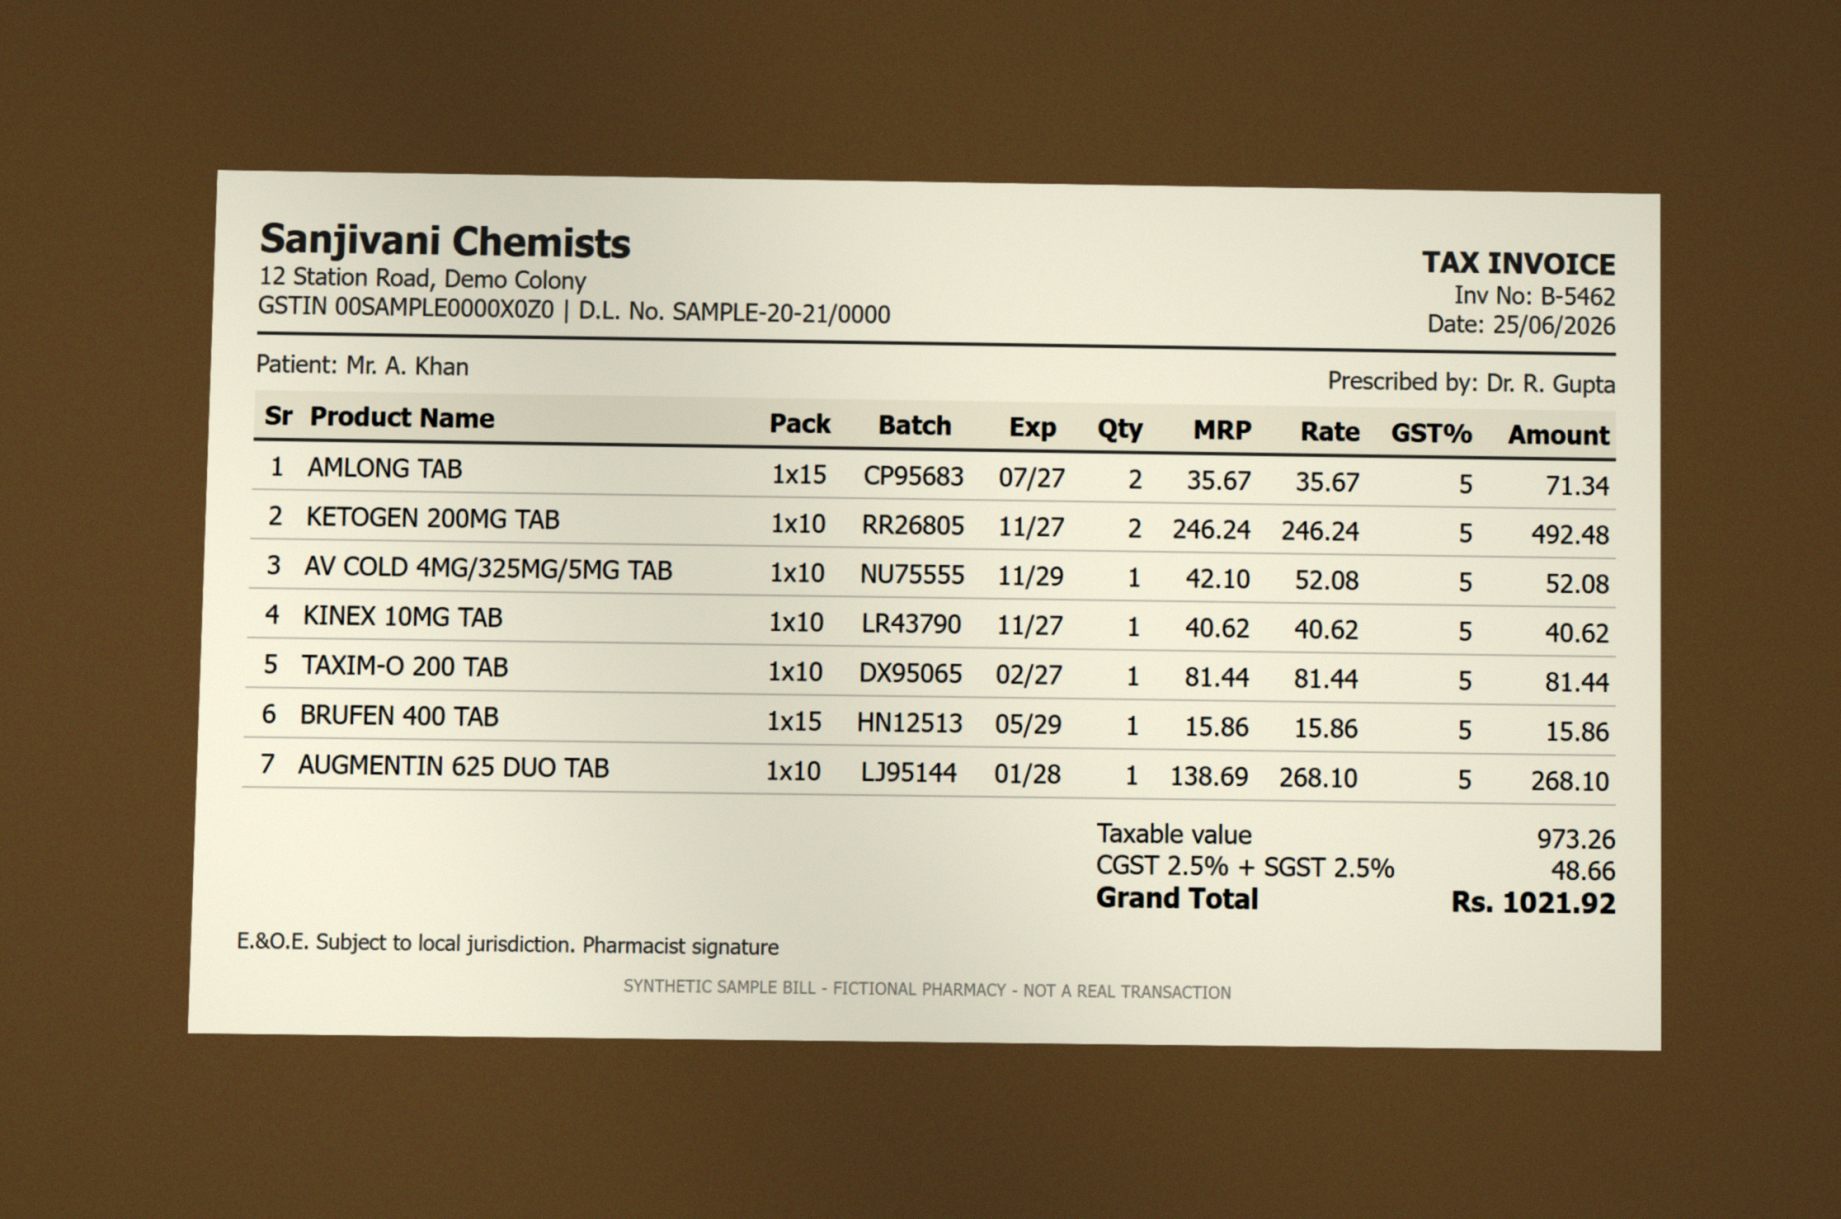 Sanjivani Chemists
12 Station Road, Demo Colony
GSTIN 00SAMPLE0000X0Z0 | D.L. No. SAMPLE-20-21/0000
TAX INVOICE
Inv No: B-5462
Date: 25/06/2026
Patient: Mr. A. Khan
Prescribed by: Dr. R. Gupta
Sr Product Name Pack Batch Exp Qty MRP Rate GST% Amount
1 AMLONG TAB 1x15 CP95683 07/27 2 35.67 35.67 5 71.34
2 KETOGEN 200MG TAB 1x10 RR26805 11/27 2 246.24 246.24 5 492.48
3 AV COLD 4MG/325MG/5MG TAB 1x10 NU75555 11/29 1 42.10 52.08 5 52.08
4 KINEX 10MG TAB 1x10 LR43790 11/27 1 40.62 40.62 5 40.62
5 TAXIM-O 200 TAB 1x10 DX95065 02/27 1 81.44 81.44 5 81.44
6 BRUFEN 400 TAB 1x15 HN12513 05/29 1 15.86 15.86 5 15.86
7 AUGMENTIN 625 DUO TAB 1x10 LJ95144 01/28 1 138.69 268.10 5 268.10
Taxable value 973.26
CGST 2.5% + SGST 2.5% 48.66
Grand Total Rs. 1021.92
E.&O.E. Subject to local jurisdiction. Pharmacist signature
SYNTHETIC SAMPLE BILL - FICTIONAL PHARMACY - NOT A REAL TRANSACTION